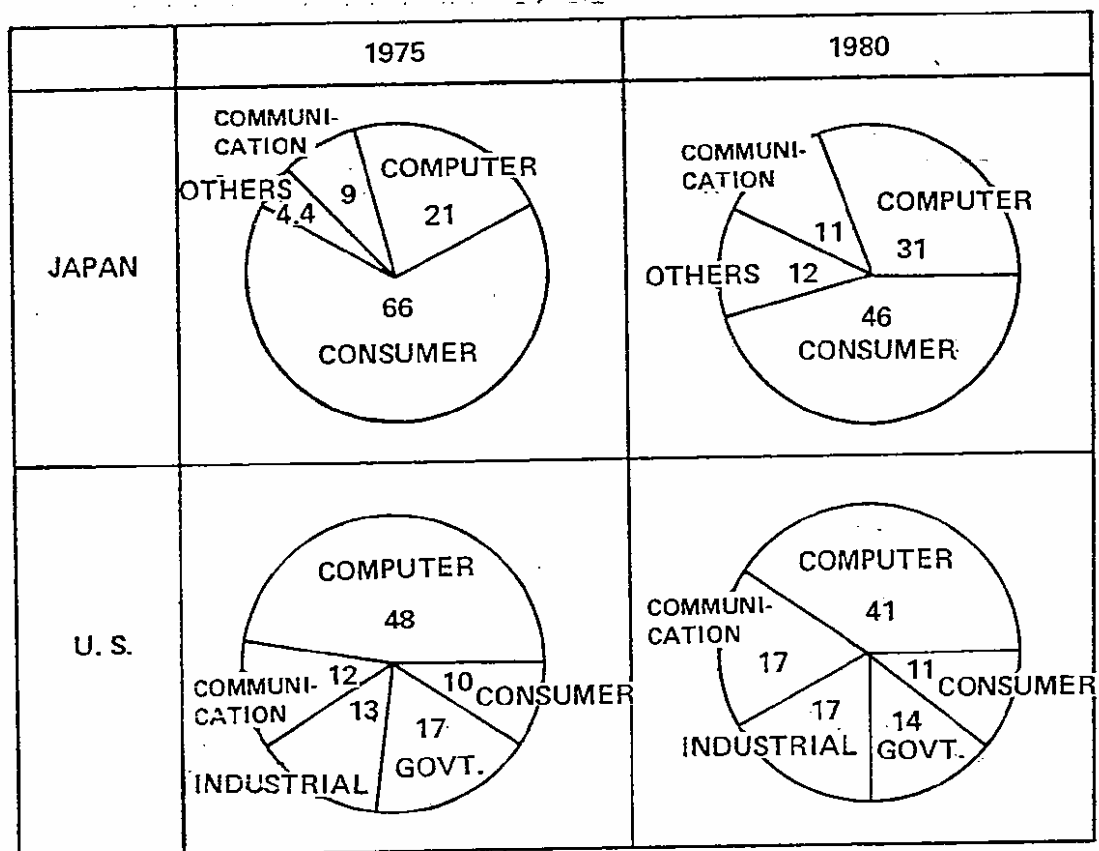 1975
1980
JAPAN
COMMUNI-
CATION
COMPUTER
OTHERS
9
4.4
21
66
CONSUMER
COMMUNI-
CATION
COMPUTER
11
31
OTHERS
12
46
CONSUMER
U. S.
COMPUTER
48
COMMUNI-
CATION
12
13
10
CONSUMER
17
INDUSTRIAL
GOVT.
COMPUTER
41
COMMUNI-
CATION
17
11
CONSUMER
17
14
INDUSTRIAL
GOVT.